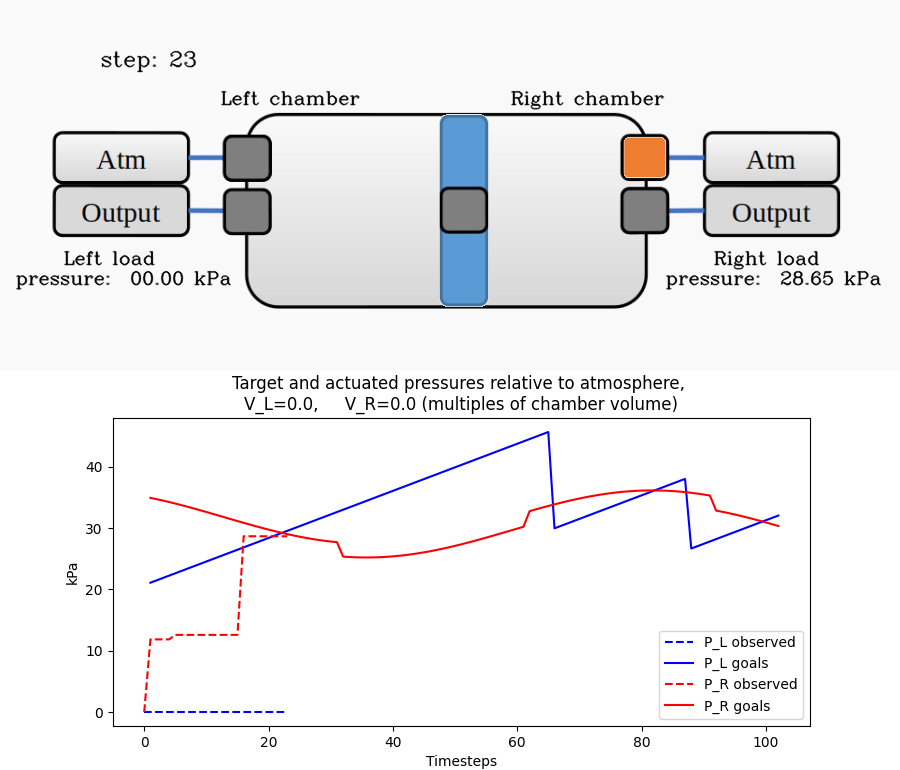 step: 23
Left chamber
Right chamber
Atm
Atm
Output
Output
Left load
pressure: 00.00 kPa
Right load
pressure: 28.65 kPa
Target and actuated pressures relative to atmosphere,
V_L=0.0, V_R=0.0 (multiples of chamber volume)
kPa
40
30
20
10
0
P_L observed
P_L goals
P_R observed
P_R goals
0 20 40 60 80 100
Timesteps